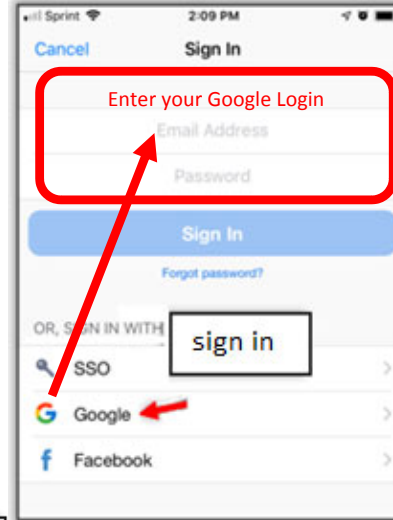 Sprint 2:09 PM
Cancel Sign In
Enter your Google Login
Email Address
Password
Sign In
Forgot password?
OR, SIGN IN WITH
sign in
SSO
Google
Facebook